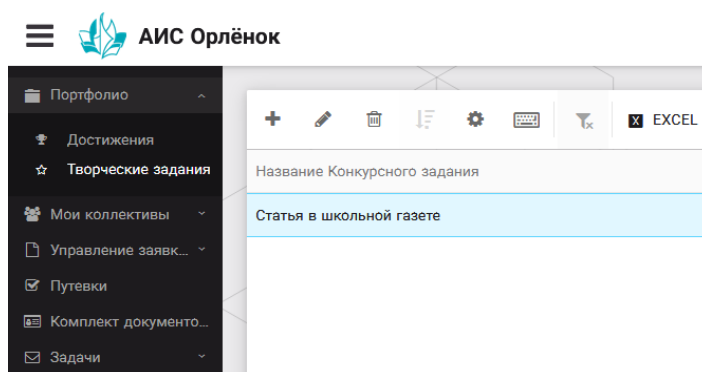 АИС Орлёнок
Портфолио
Достижения
Творческие задания
Мои коллективы
Управление заявк...
Путевки
Комплект документо...
Задачи
X EXCEL
Название Конкурсного задания
Статья в школьной газете